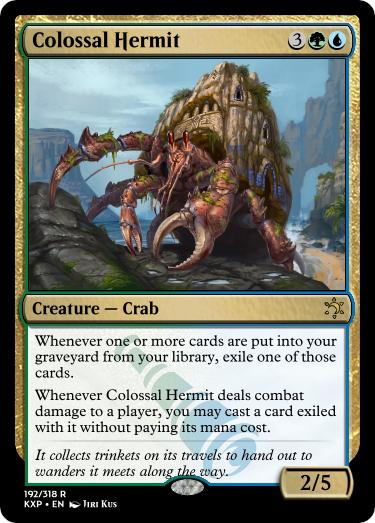 Colossal Hermit 3
Creature — Crab
Whenever one or more cards are put into your
graveyard from your library, exile one of those
cards.
Whenever Colossal Hermit deals combat
damage to a player, you may cast a card exiled
with it without paying its mana cost.
It collects trinkets on its travels to hand out to
wanders it meets along the way.
2/5
192/318 R
KXP • EN Jiri Kus